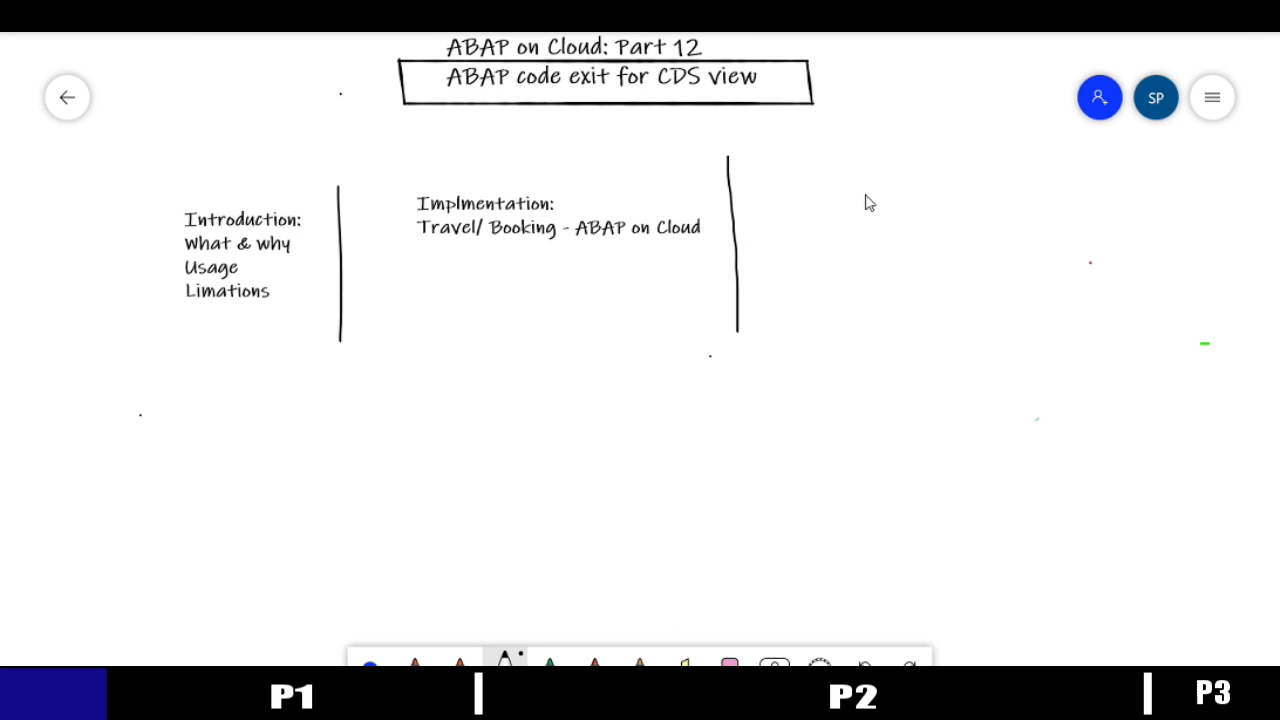 ABAP on Cloud: Part 12
ABAP code exit for CDS view
SP
Introduction:
What & why
Usage
Limations
Implmentation:
Travel/ Booking - ABAP on Cloud
P1
P2
P3